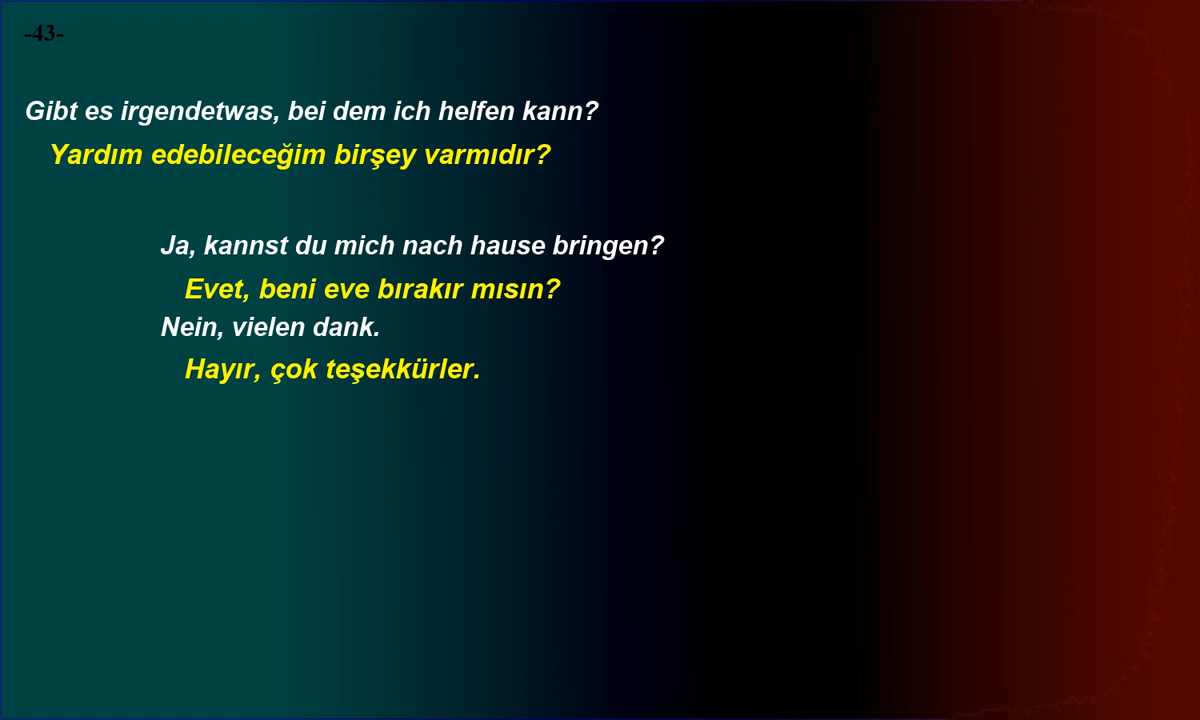 -43-
Gibt es irgendetwas, bei dem ich helfen kann?
Yardım edebileceğim birşey varmıdır?
Ja, kannst du mich nach hause bringen?
Evet, beni eve bırakır mısın?
Nein, vielen dank.
Hayır, çok teşekkürler.